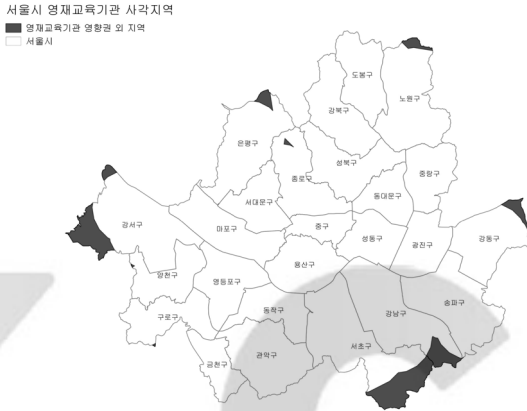 서울시 영재교육기관 사각지역
영재교육기관 영향권 외 지역
서울시
도봉구
노원구
강북구
은평구
성북구
중랑구
종로구
동대문구
서대문구
강서구
마포구
중구
성동구
광진구
강동구
용산구
양천구
영등포구
송파구
동작구
강남구
구로구
서초구
관악구
금천구